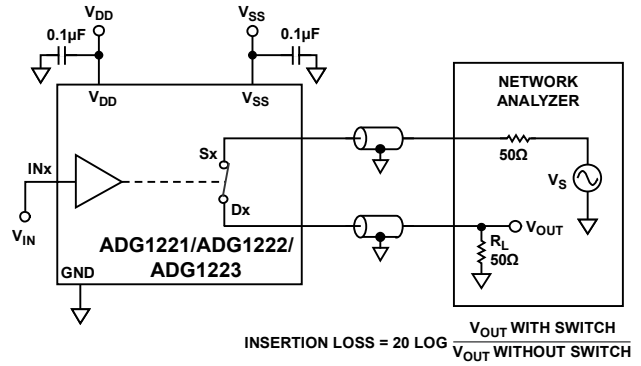 VDD
VSS
0.1µF
0.1µF
VDD
VSS
NETWORK
ANALYZER
INx
Sx
50Ω
VS
Dx
VOUT
VIN
ADG1221/ADG1222/
ADG1223
RL
50Ω
GND
INSERTION LOSS = 20 LOG VOUT WITH SWITCH
VOUT WITHOUT SWITCH